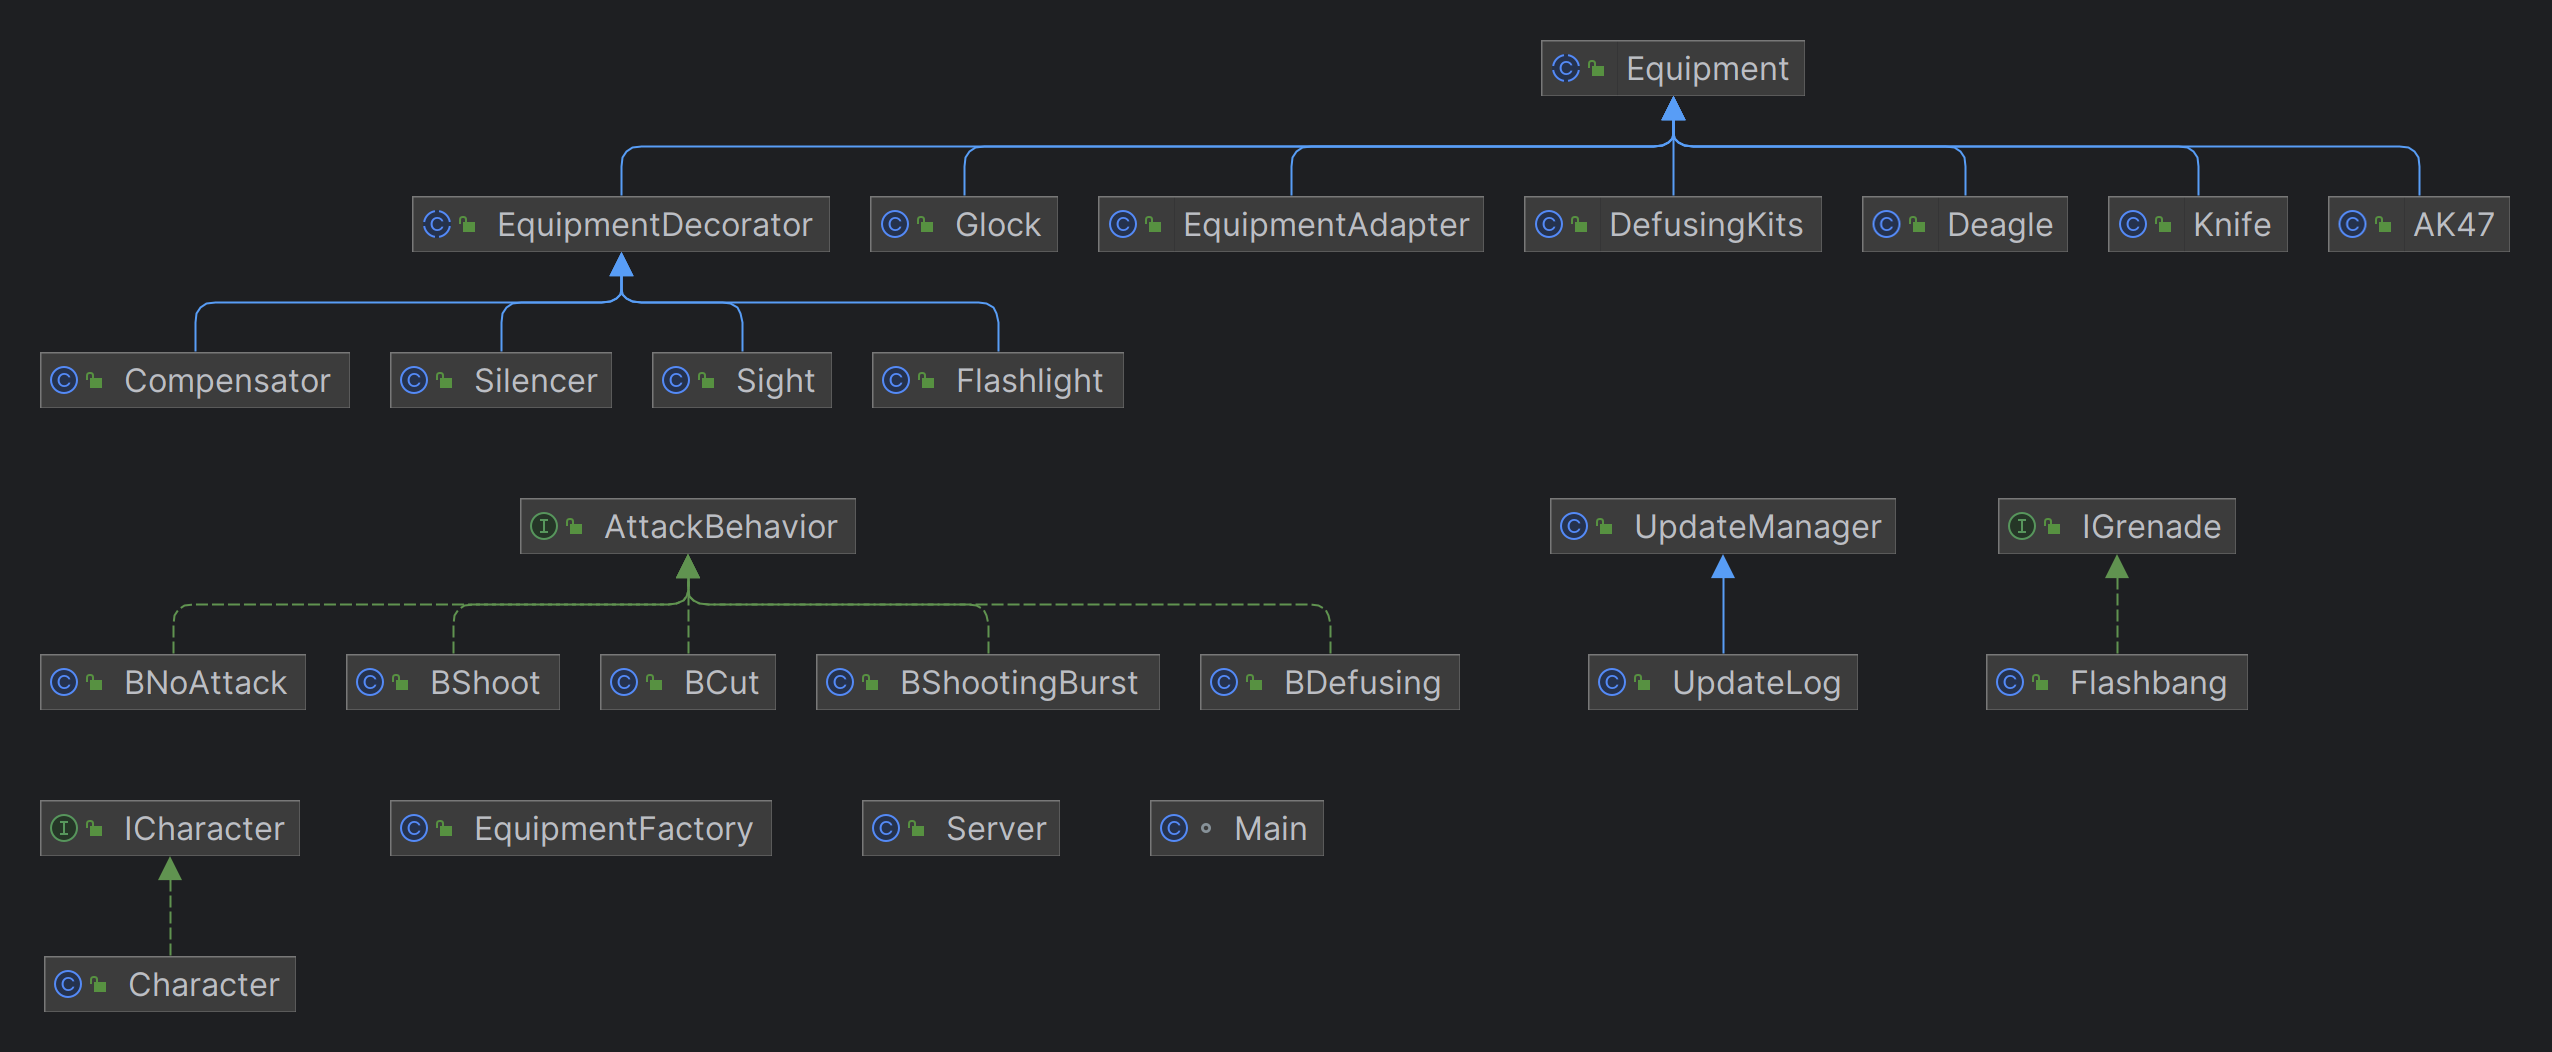 Equipment
EquipmentDecorator
Glock
EquipmentAdapter
DefusingKits
Deagle
Knife
AK47
Compensator
Silencer
Sight
Flashlight
AttackBehavior
UpdateManager
IGrenade
BNoAttack
BShoot
BCut
BShootingBurst
BDefusing
UpdateLog
Flashbang
ICharacter
EquipmentFactory
Server
Main
Character